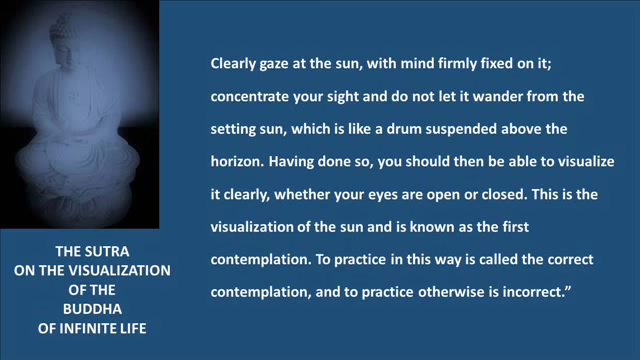 Clearly gaze at the sun, with mind firmly fixed on it;
concentrate your sight and do not let it wander from the
setting sun, which is like a drum suspended above the
horizon. Having done so, you should then be able to visualize
it clearly, whether your eyes are open or closed. This is the
visualization of the sun and is known as the first
contemplation. To practice in this way is called the correct
contemplation, and to practice otherwise is incorrect.”
THE SUTRA
ON THE VISUALIZATION
OF THE
BUDDHA
OF INFINITE LIFE